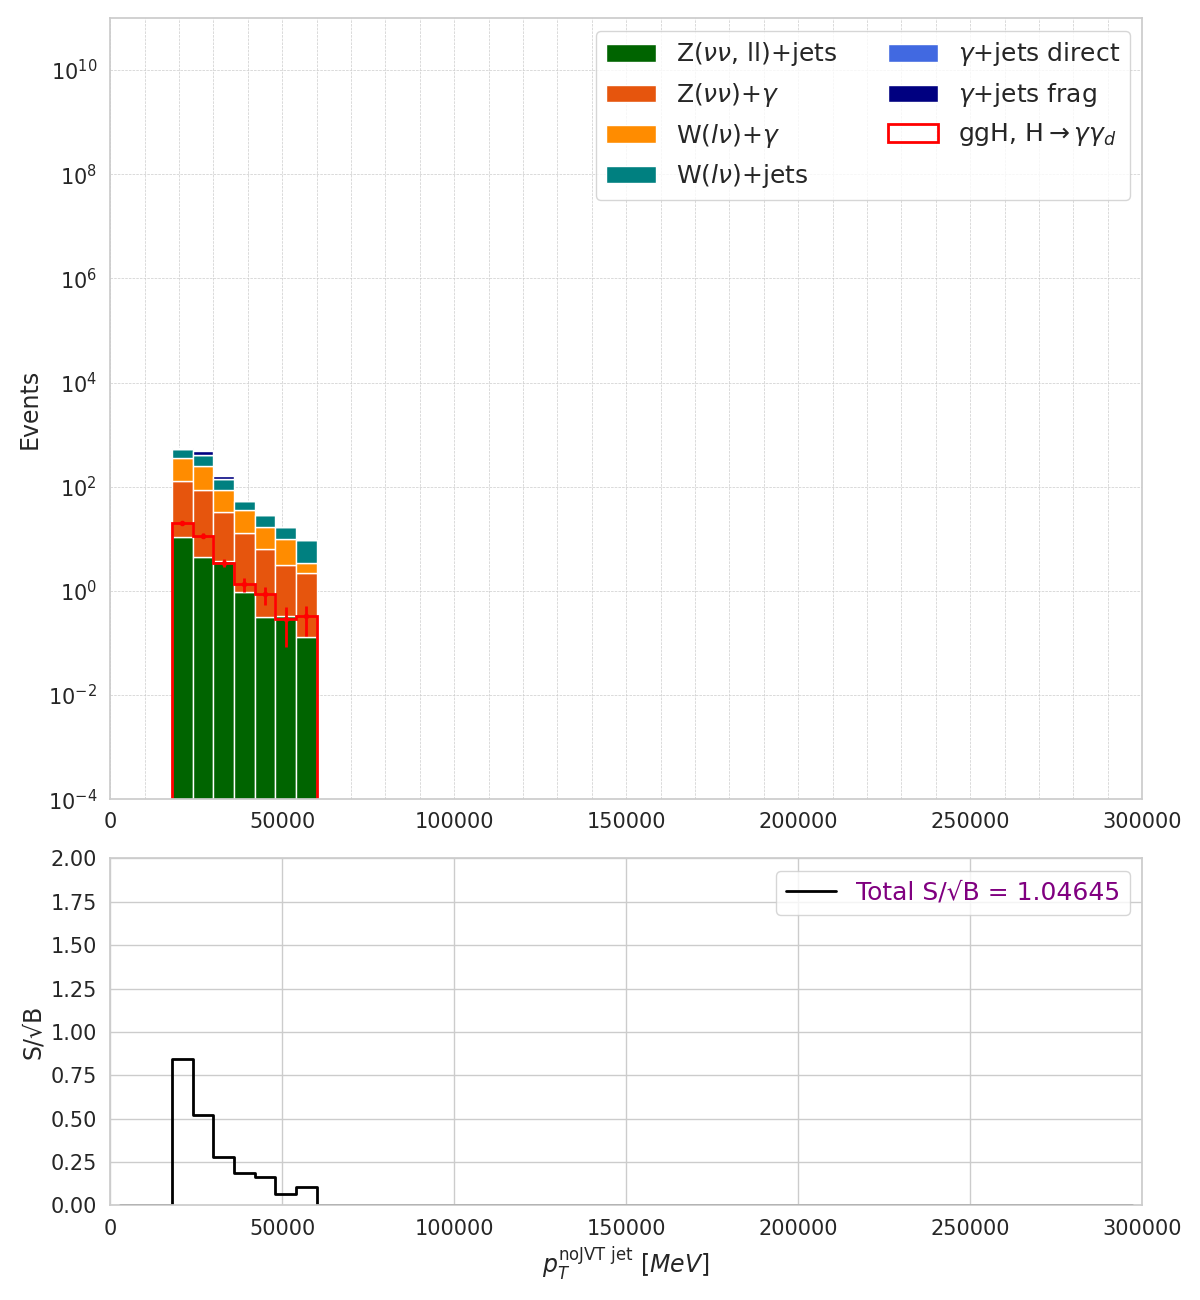 Z(νν, ll)+jets
Z(νν)+γ
W(lν)+γ
W(lν)+jets
γ+jets direct
γ+jets frag
ggH, H→γγ_d
Events
10^10
10^8
10^6
10^4
10^2
10^0
10^−2
10^−4
0 50000 100000 150000 200000 250000 300000
Total S/√B = 1.04645
S/√B
2.00
1.75
1.50
1.25
1.00
0.75
0.50
0.25
0.00
0 50000 100000 150000 200000 250000 300000
p_T^noJVT jet [MeV]